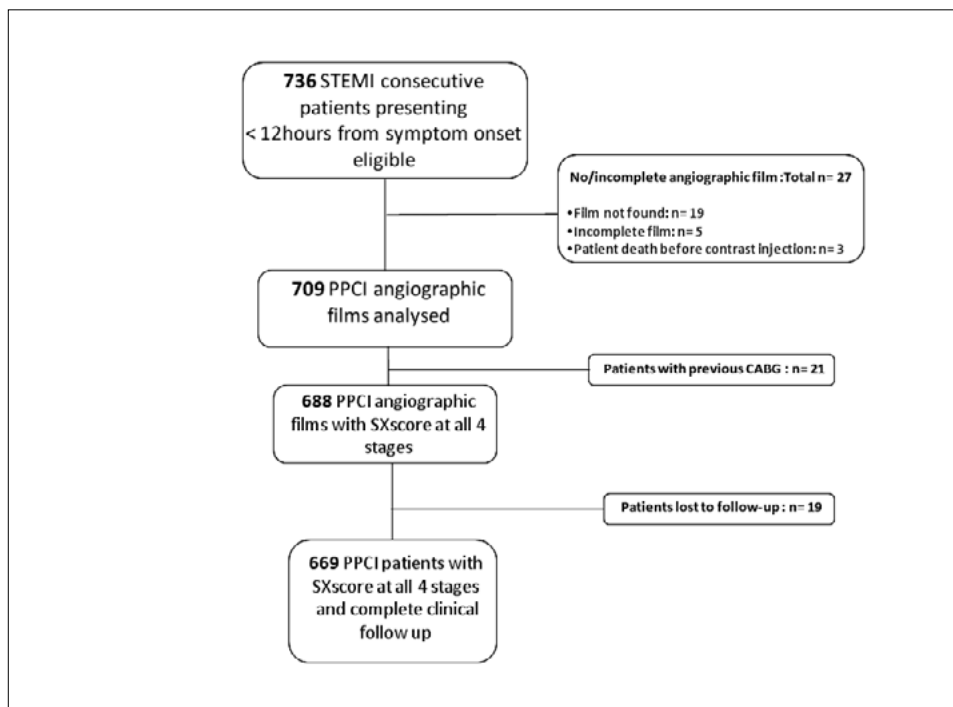 736 STEMI consecutive
patients presenting
< 12hours from symptom onset
eligible
No/incomplete angiographic film :Total n= 27
•Film not found: n= 19
•Incomplete film: n= 5
•Patient death before contrast injection: n= 3
709 PPCI angiographic
films analysed
Patients with previous CABG : n= 21
688 PPCI angiographic
films with SXscore at all 4
stages
Patients lost to follow-up : n= 19
669 PPCI patients with
SXscore at all 4 stages
and complete clinical
follow up